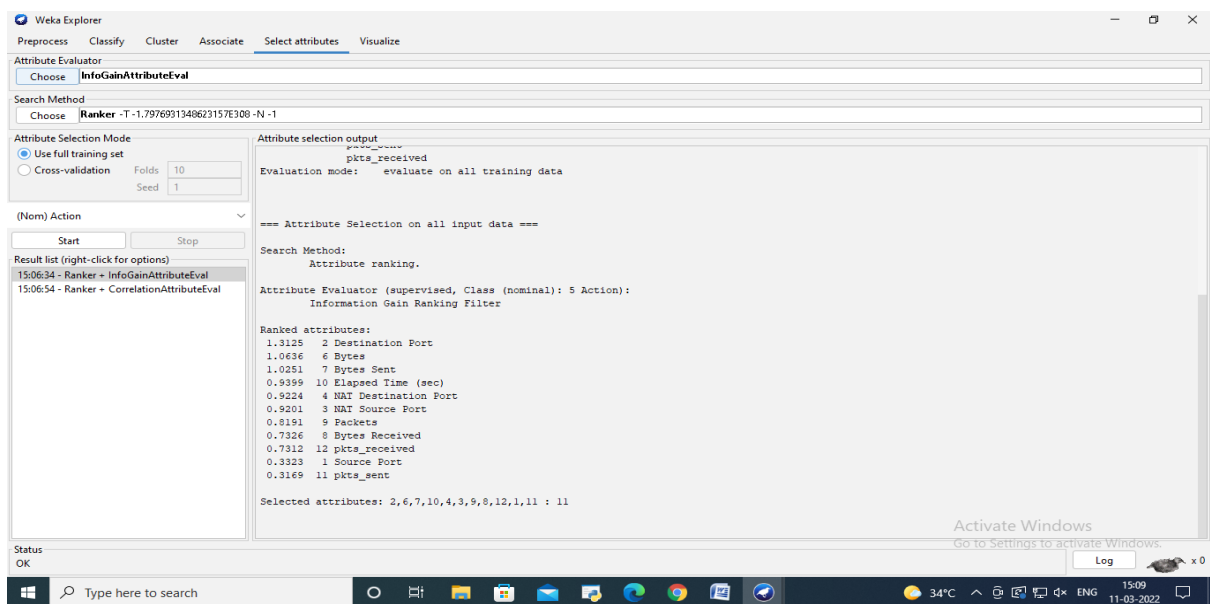 Weka Explorer
Preprocess Classify Cluster Associate Select attributes Visualize
Attribute Evaluator
Choose InfoGainAttributeEval
Search Method
Choose Ranker -T -1.7976931348623157E308 -N -1
Attribute Selection Mode
Use full training set
Cross-validation Folds 10
Seed 1
(Nom) Action
Start Stop
Result list (right-click for options)
15:06:34 - Ranker + InfoGainAttributeEval
15:06:54 - Ranker + CorrelationAttributeEval
Attribute selection output
pkts_received
Evaluation mode: evaluate on all training data
=== Attribute Selection on all input data ===
Search Method:
Attribute ranking.
Attribute Evaluator (supervised, Class (nominal): 5 Action):
Information Gain Ranking Filter
Ranked attributes:
1.3125 2 Destination Port
1.0636 6 Bytes
1.0251 7 Bytes Sent
0.9399 10 Elapsed Time (sec)
0.9224 4 NAT Destination Port
0.9201 3 NAT Source Port
0.8191 9 Packets
0.7326 8 Bytes Received
0.7312 12 pkts_received
0.3323 1 Source Port
0.3169 11 pkts_sent
Selected attributes: 2,6,7,10,4,3,9,8,12,1,11 : 11
Activate Windows
Go to Settings to activate Windows.
Status
OK
Log x 0
Type here to search
34°C ENG
15:09
11-03-2022